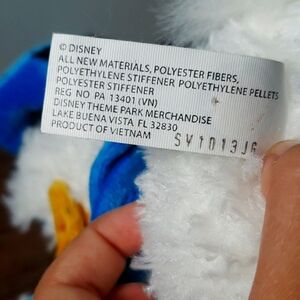 © DISNEY
ALL NEW MATERIALS, POLYESTER FIBERS,
POLYETHYLENE STIFFENER POLYETHYLENE PELLETS
POLYESTER STIFFENER
REG NO PA 13401 (VN)
DISNEY THEME PARK MERCHANDISE
LAKE BUENA VISTA FL 32830
PRODUCT OF VIETNAM SV1013JG